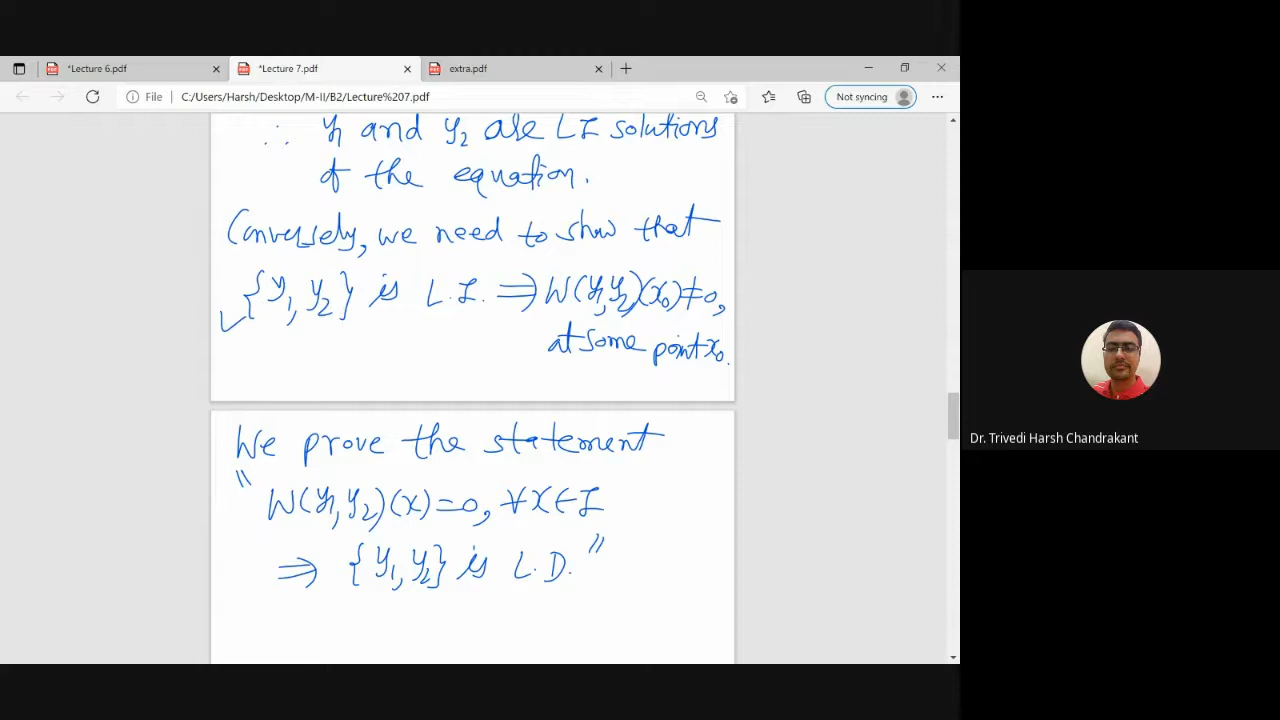 *Lecture 6.pdf
*Lecture 7.pdf
extra.pdf
File
C:/Users/Harsh/Desktop/M-II/B2/Lecture%207.pdf
Not syncing
∴ y₁ and y₂ are LI solutions
of the equation.
Conversely, we need to show that
{y₁, y₂} is L.I. ⟹ W(y₁,y₂)(x₀)≠0,
at some point x₀.
We prove the statement
"W(y₁,y₂)(x)=0, ∀x∈I
⟹ {y₁, y₂} is L.D."
Dr. Trivedi Harsh Chandrakant